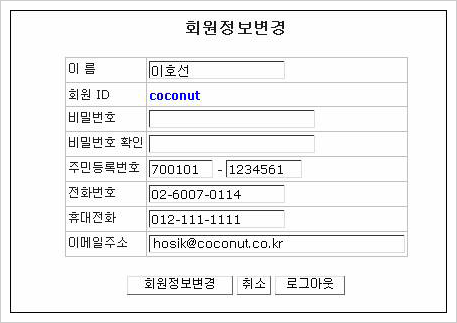 회원정보변경
이 름 이호선
회원 ID coconut
비밀번호
비밀번호 확인
주민등록번호 700101 - 1234561
전화번호 02-6007-0114
휴대전화 012-111-1111
이메일주소 hosik@coconut.co.kr
회원정보변경 취소 로그아웃